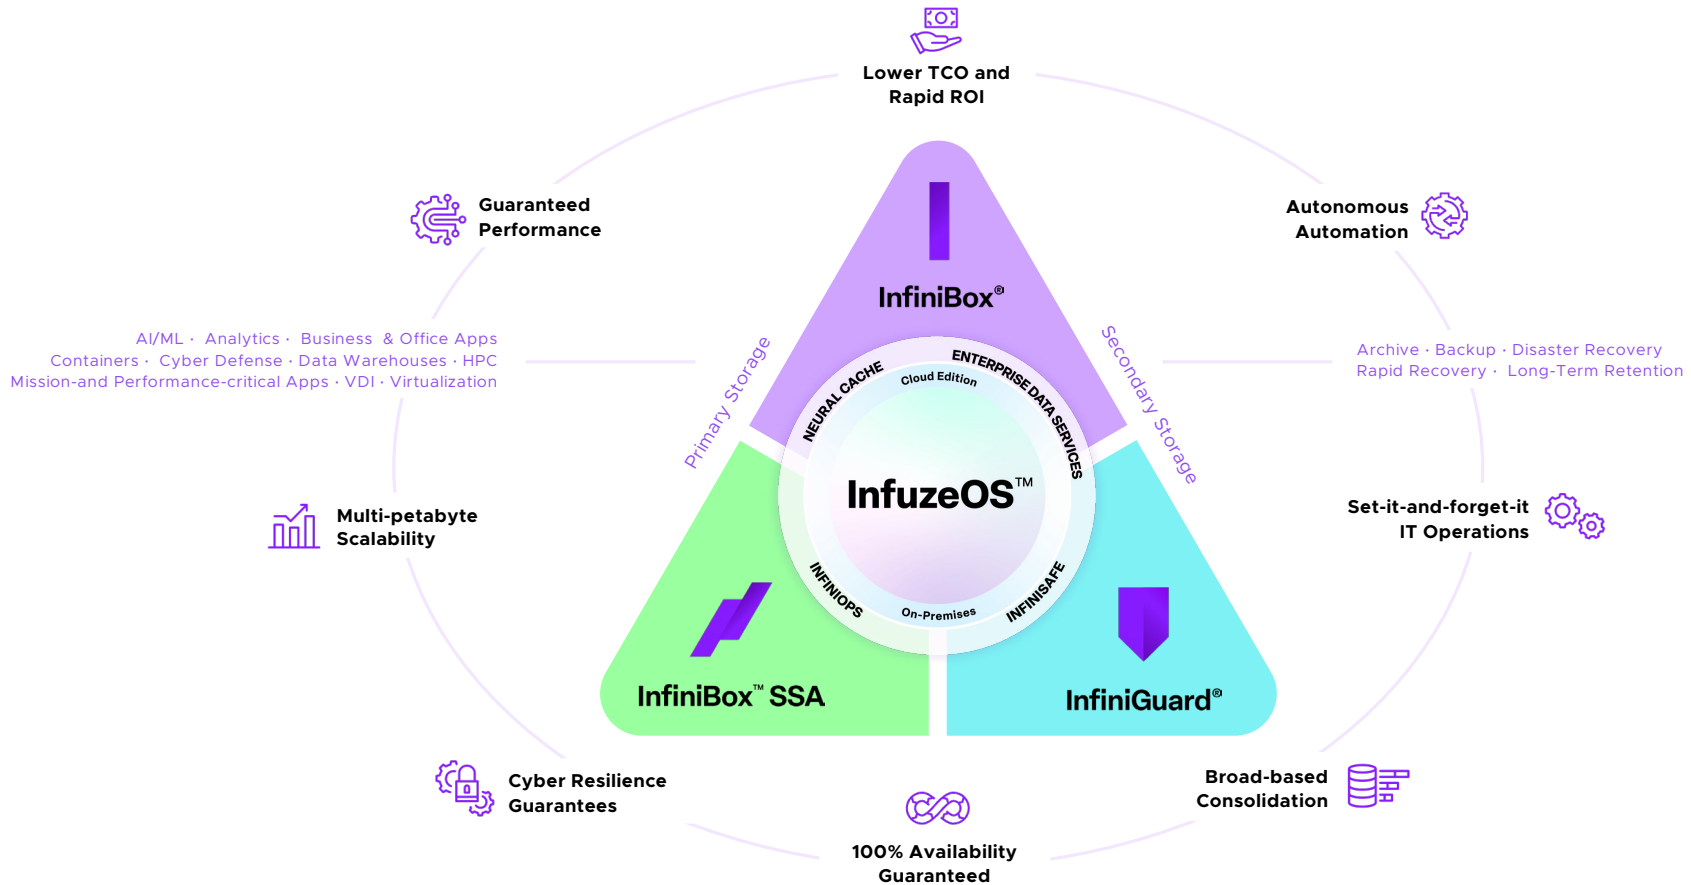 Lower TCO and
Rapid ROI
Guaranteed
Performance
Autonomous
Automation
InfiniBox®
AI/ML · Analytics · Business & Office Apps
Containers · Cyber Defense · Data Warehouses · HPC
Mission-and Performance-critical Apps · VDI · Virtualization
Primary Storage
Secondary Storage
Archive · Backup · Disaster Recovery
Rapid Recovery · Long-Term Retention
NEURAL CACHE
ENTERPRISE DATA SERVICES
Cloud Edition
InfuzeOS™
On-Premises
INFINIOPS
INFINISAFE
Multi-petabyte
Scalability
Set-it-and-forget-it
IT Operations
InfiniBox™ SSA
InfiniGuard®
Cyber Resilience
Guarantees
Broad-based
Consolidation
100% Availability
Guaranteed